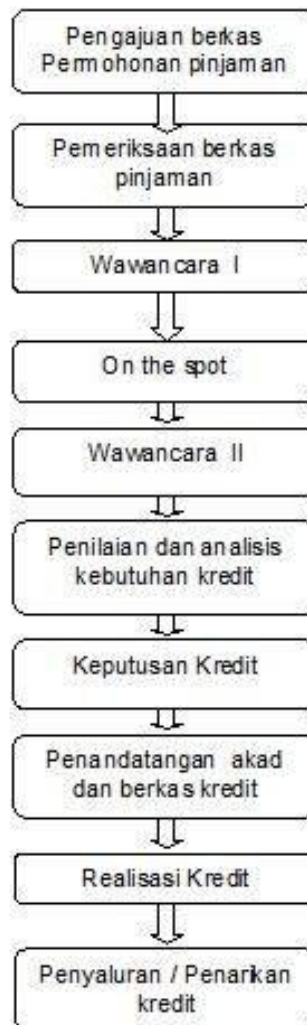 Pengajuan berkas
Permohonan pinjaman
Pemeriksaan berkas
pinjaman
Wawancara I
On the spot
Wawancara II
Penilaian dan analisis
kebutuhan kredit
Keputusan Kredit
Penandatangan akad
dan berkas kredit
Realisasi Kredit
Penyaluran / Penarikan
kredit